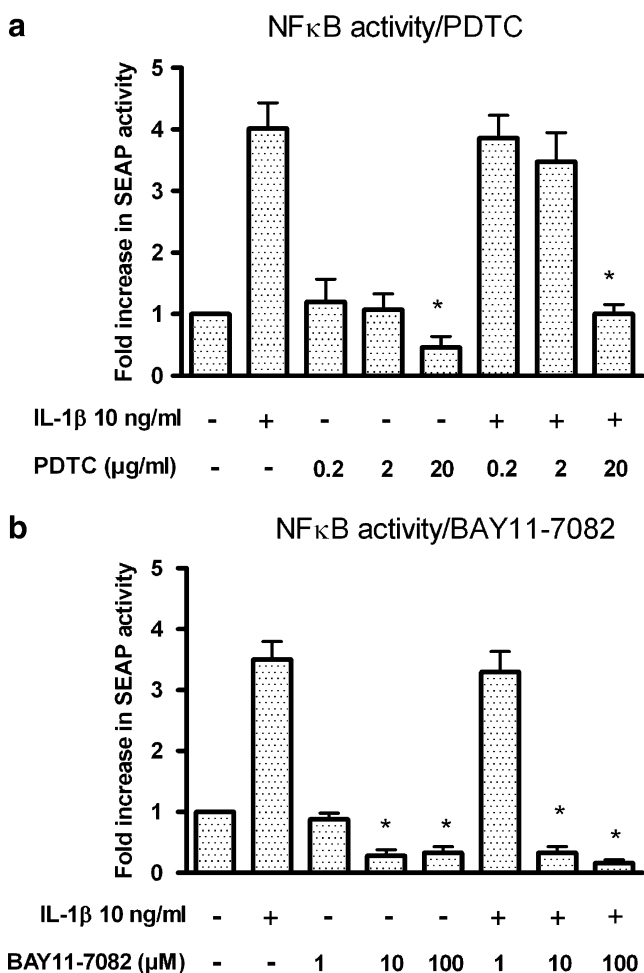 a
NFκB activity/PDTC
Fold increase in SEAP activity
5
4
3
2
1
0
*
*
IL-1β 10 ng/ml - + - - - + + +
PDTC (µg/ml) - - 0.2 2 20 0.2 2 20
b
NFκB activity/BAY11-7082
Fold increase in SEAP activity
5
4
3
2
1
0
* * * *
IL-1β 10 ng/ml - + - - - + + +
BAY11-7082 (µM) - - 1 10 100 1 10 100